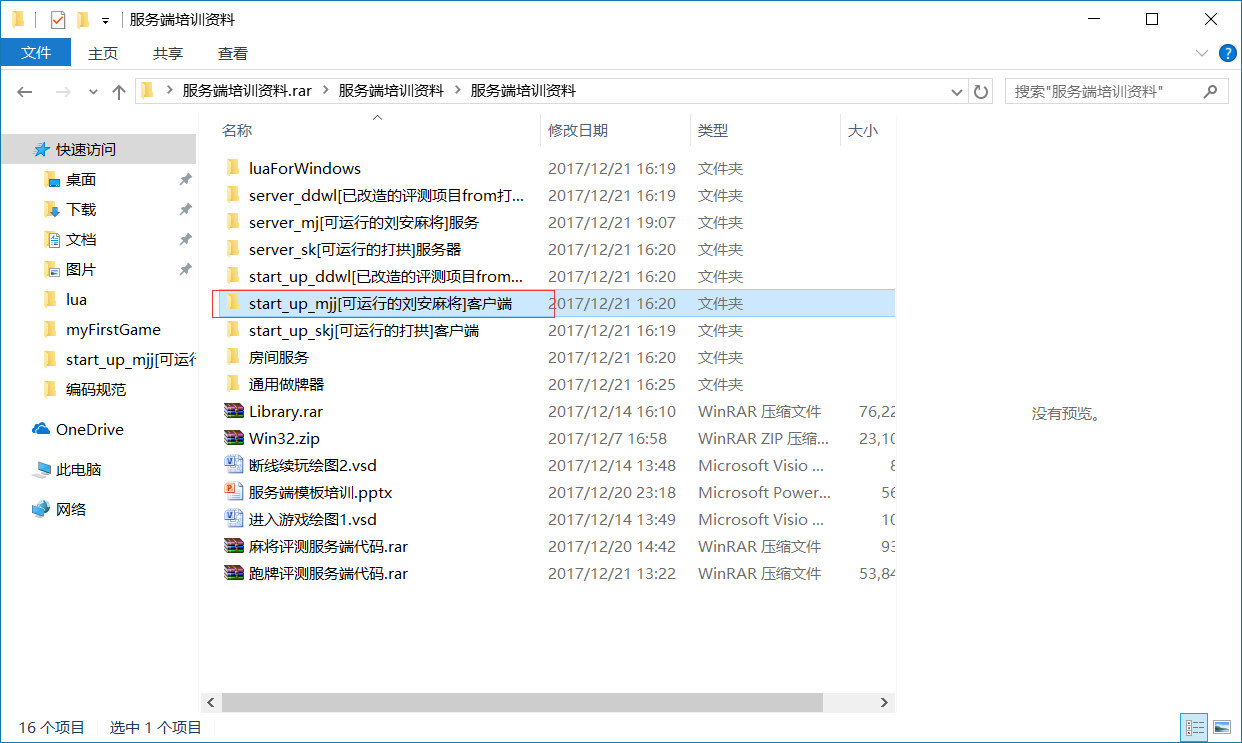 服务端培训资料
文件 主页 共享 查看
服务端培训资料.rar 服务端培训资料 服务端培训资料
搜索"服务端培训资料"
名称 修改日期 类型 大小
快速访问
桌面
下载
文档
图片
lua
myFirstGame
start_up_mjj[可运行
编码规范
OneDrive
此电脑
网络
luaForWindows 2017/12/21 16:19 文件夹
server_ddwl[已改造的评测项目from打... 2017/12/21 16:19 文件夹
server_mj[可运行的刘安麻将]服务 2017/12/21 19:07 文件夹
server_sk[可运行的打拱]服务器 2017/12/21 16:20 文件夹
start_up_ddwl[已改造的评测项目from... 2017/12/21 16:20 文件夹
start_up_mjj[可运行的刘安麻将]客户端 2017/12/21 16:20 文件夹
start_up_skj[可运行的打拱]客户端 2017/12/21 16:19 文件夹
房间服务 2017/12/21 16:20 文件夹
通用做牌器 2017/12/21 16:25 文件夹
Library.rar 2017/12/14 16:10 WinRAR 压缩文件 76,22
Win32.zip 2017/12/7 16:58 WinRAR ZIP 压缩... 23,10
断线续玩绘图2.vsd 2017/12/14 13:48 Microsoft Visio ...
服务端模板培训.pptx 2017/12/20 23:18 Microsoft Power... 56
进入游戏绘图1.vsd 2017/12/14 13:49 Microsoft Visio ... 10
麻将评测服务端代码.rar 2017/12/20 14:42 WinRAR 压缩文件 93
跑牌评测服务端代码.rar 2017/12/21 13:22 WinRAR 压缩文件 53,84
没有预览。
16 个项目 选中 1 个项目